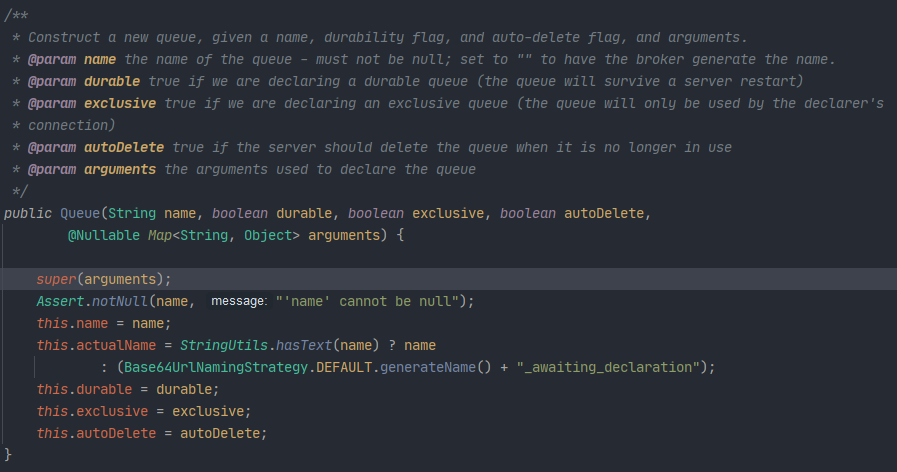 /**
 * Construct a new queue, given a name, durability flag, and auto-delete flag, and arguments.
 * @param name the name of the queue - must not be null; set to "" to have the broker generate the name.
 * @param durable true if we are declaring a durable queue (the queue will survive a server restart)
 * @param exclusive true if we are declaring an exclusive queue (the queue will only be used by the declarer's
 * connection)
 * @param autoDelete true if the server should delete the queue when it is no longer in use
 * @param arguments the arguments used to declare the queue
 */
public Queue(String name, boolean durable, boolean exclusive, boolean autoDelete,
        @Nullable Map<String, Object> arguments) {
    super(arguments);
    Assert.notNull(name, message: "'name' cannot be null");
    this.name = name;
    this.actualName = StringUtils.hasText(name) ? name
            : (Base64UrlNamingStrategy.DEFAULT.generateName() + "_awaiting_declaration");
    this.durable = durable;
    this.exclusive = exclusive;
    this.autoDelete = autoDelete;
}